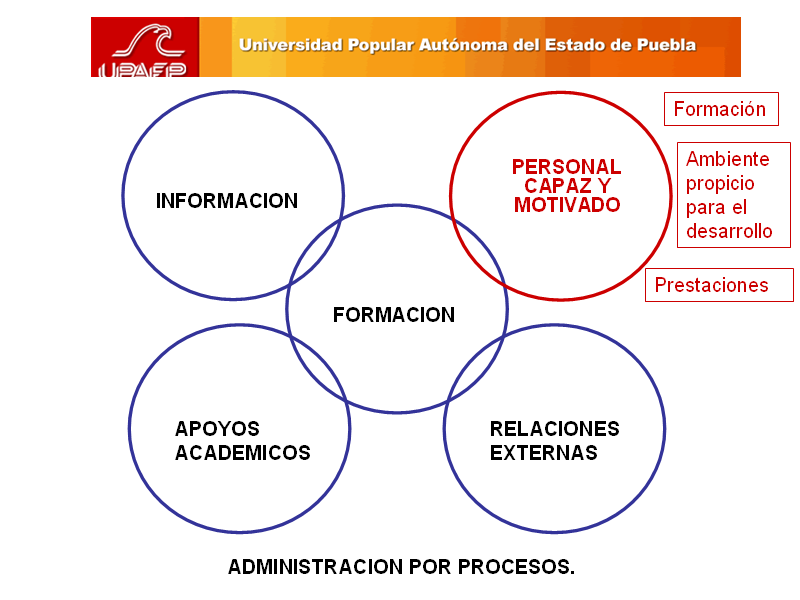 UPAEP
Universidad Popular Autónoma del Estado de Puebla
INFORMACION
PERSONAL
CAPAZ Y
MOTIVADO
Formación
Ambiente
propicio
para el
desarrollo
Prestaciones
FORMACION
APOYOS
ACADEMICOS
RELACIONES
EXTERNAS
ADMINISTRACION POR PROCESOS.